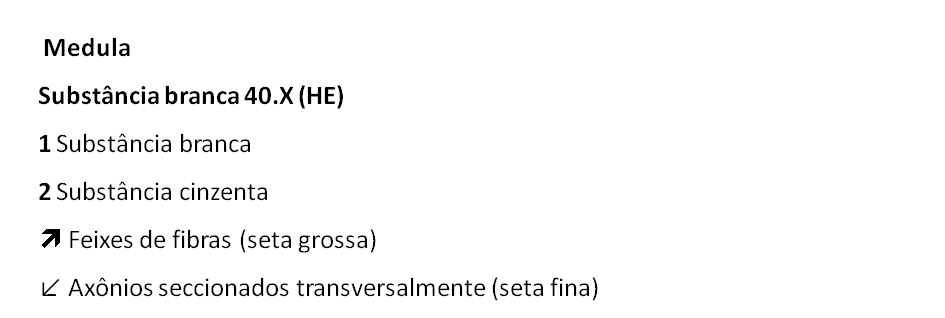 Medula
Substância branca 40.X (HE)
1 Substância branca
2 Substância cinzenta
↗ Feixes de fibras (seta grossa)
↙ Axônios seccionados transversalmente (seta fina)